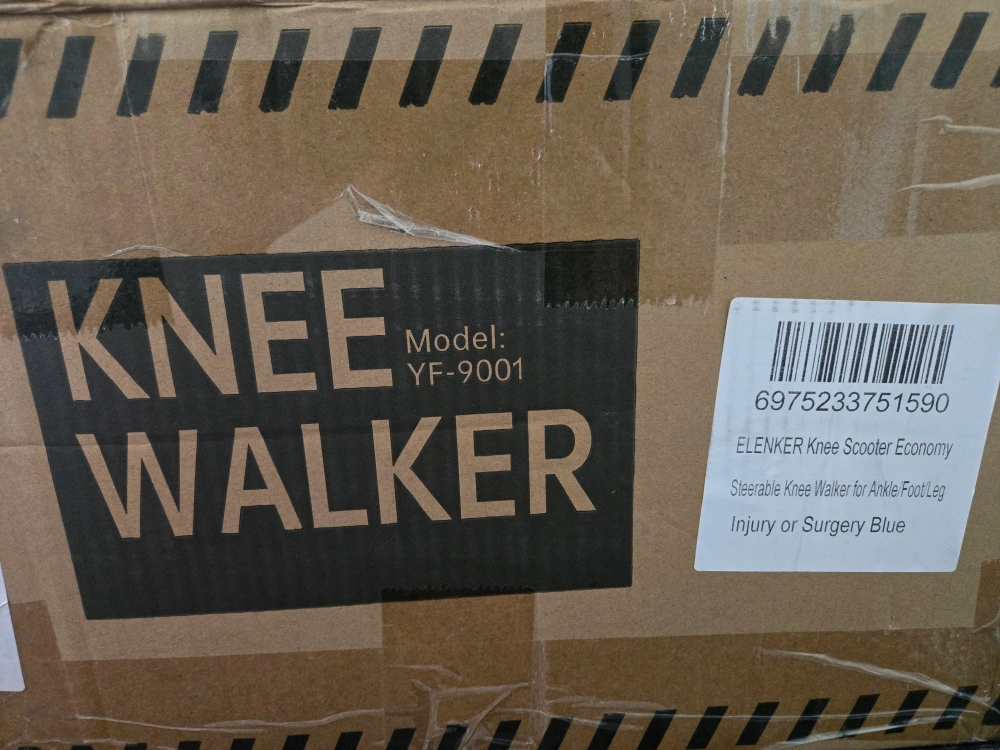 KNEE
Model:
YF-9001
WALKER
6975233751590
ELENKER Knee Scooter Economy
Steerable Knee Walker for Ankle/Foot/Leg
Injury or Surgery Blue